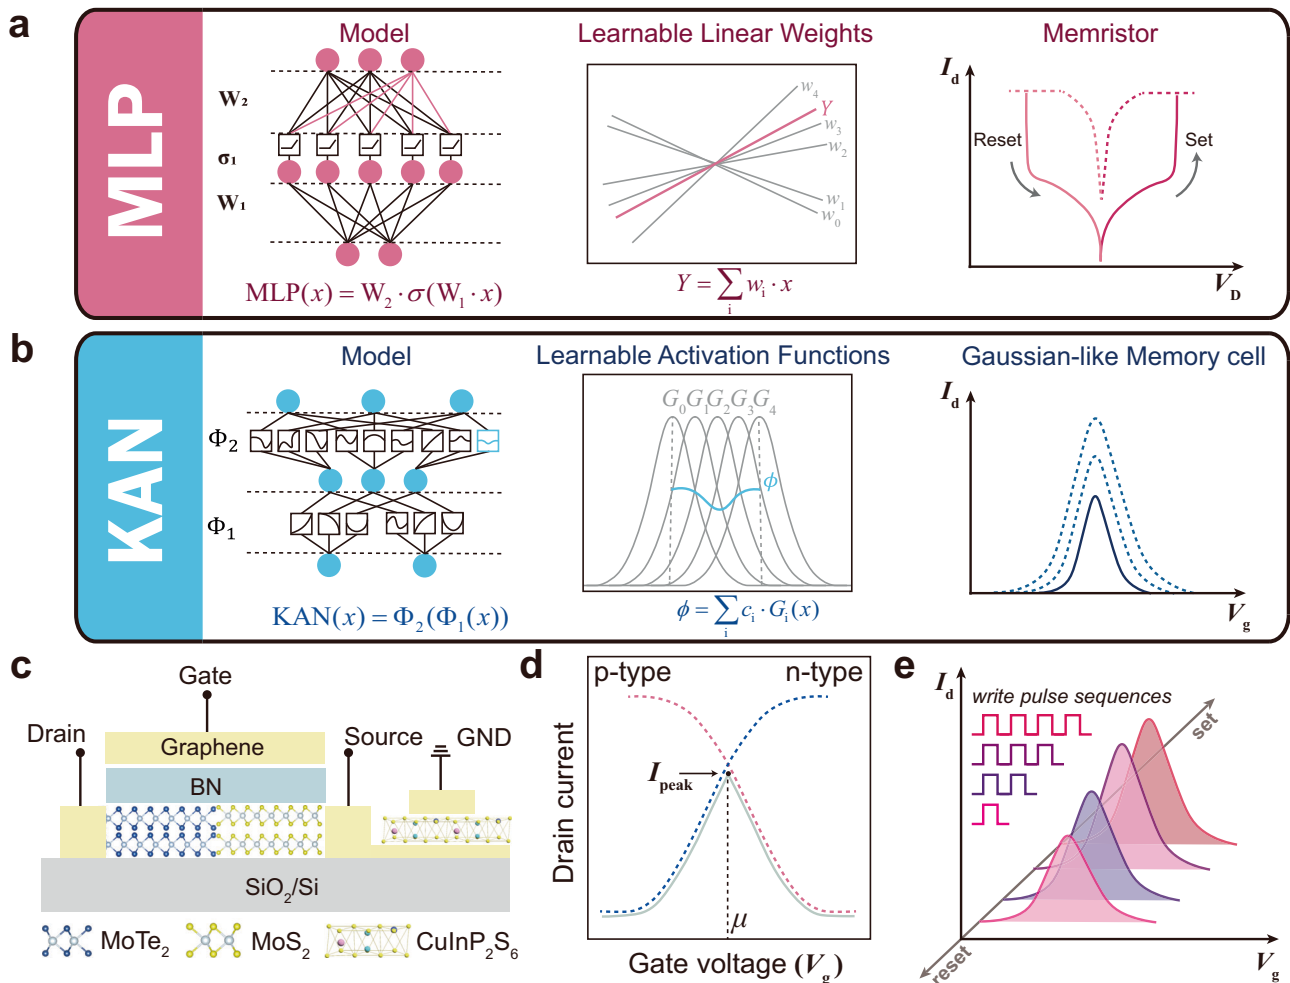 a
MLP
Model
Learnable Linear Weights
Memristor
W₂
σ₁
W₁
MLP(x) = W₂ · σ(W₁ · x)
w₄
Y
w₃
w₂
w₁
w₀
Y = ∑ᵢ wᵢ · x
I_d
Reset
Set
V_D
b
KAN
Model
Learnable Activation Functions
Gaussian-like Memory cell
Φ₂
Φ₁
KAN(x) = Φ₂(Φ₁(x))
G₀G₁G₂G₃G₄
ϕ
ϕ = ∑ᵢ cᵢ · Gᵢ(x)
I_d
V_g
c
Gate
Drain
Graphene
Source
GND
BN
SiO₂/Si
MoTe₂
MoS₂
CuInP₂S₆
d
p-type
n-type
I_peak
μ
Drain current
Gate voltage (V_g)
e
I_d
write pulse sequences
set
reset
V_g